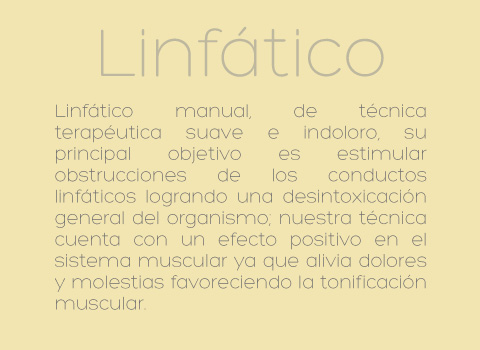 Linfático
Linfático manual, de técnica
terapéutica suave e indoloro, su
principal objetivo es estimular
obstrucciones de los conductos
linfáticos logrando una desintoxicación
general del organismo; nuestra técnica
cuenta con un efecto positivo en el
sistema muscular ya que alivia dolores
y molestias favoreciendo la tonificación
muscular.